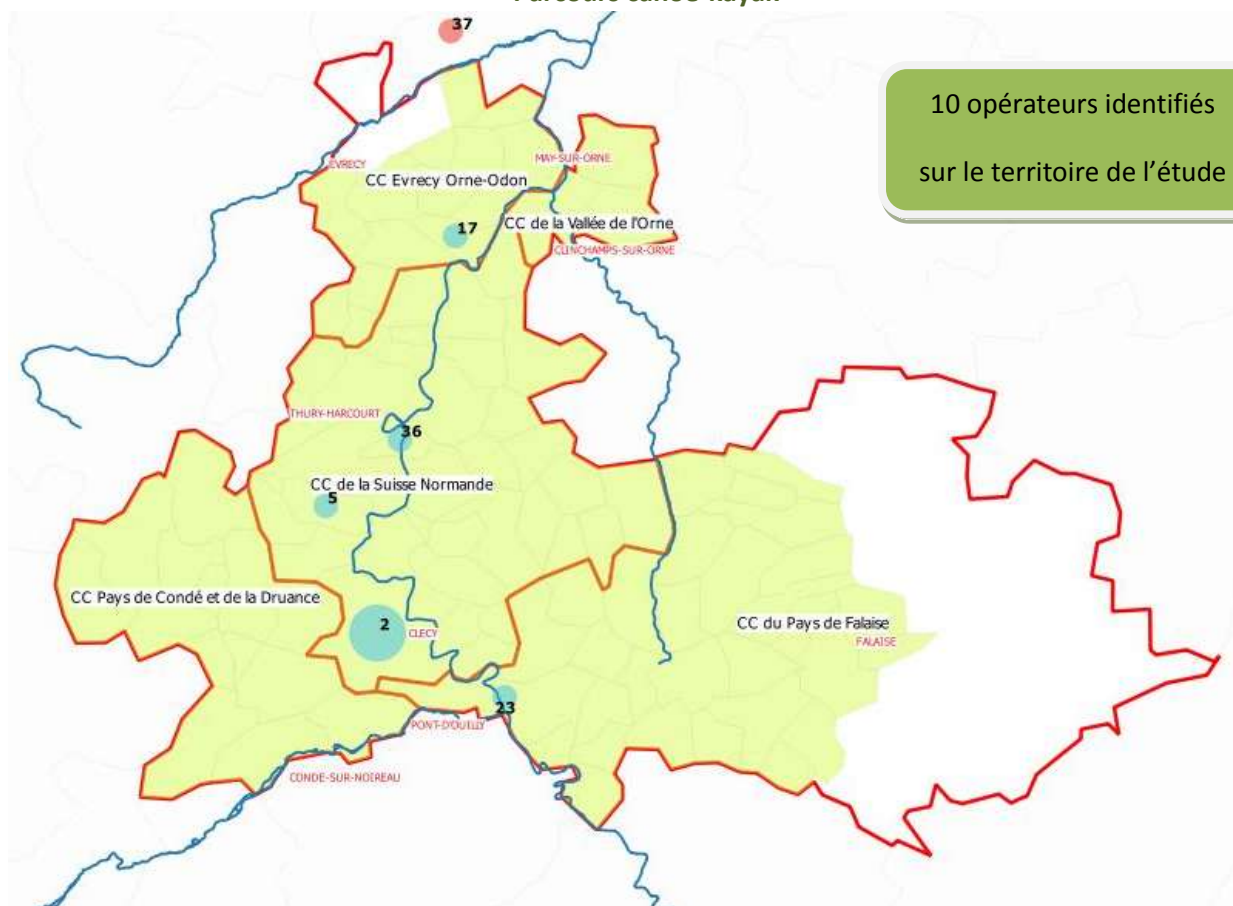 Parcours canoë-kayak
37
10 opérateurs identifiés
sur le territoire de l'étude
EVRECY
MAY-SUR-ORNE
CC Evrecy Orne-Odon
17
CC de la Vallée de l'Orne
CLINCHAMPS-SUR-ORNE
THURY-HARCOURT
36
CC de la Suisse Normande
5
CC Pays de Condé et de la Druance
2
CLECY
CC du Pays de Falaise
FALAISE
23
PONT-D'OUILLY
CONDE-SUR-NOIREAU